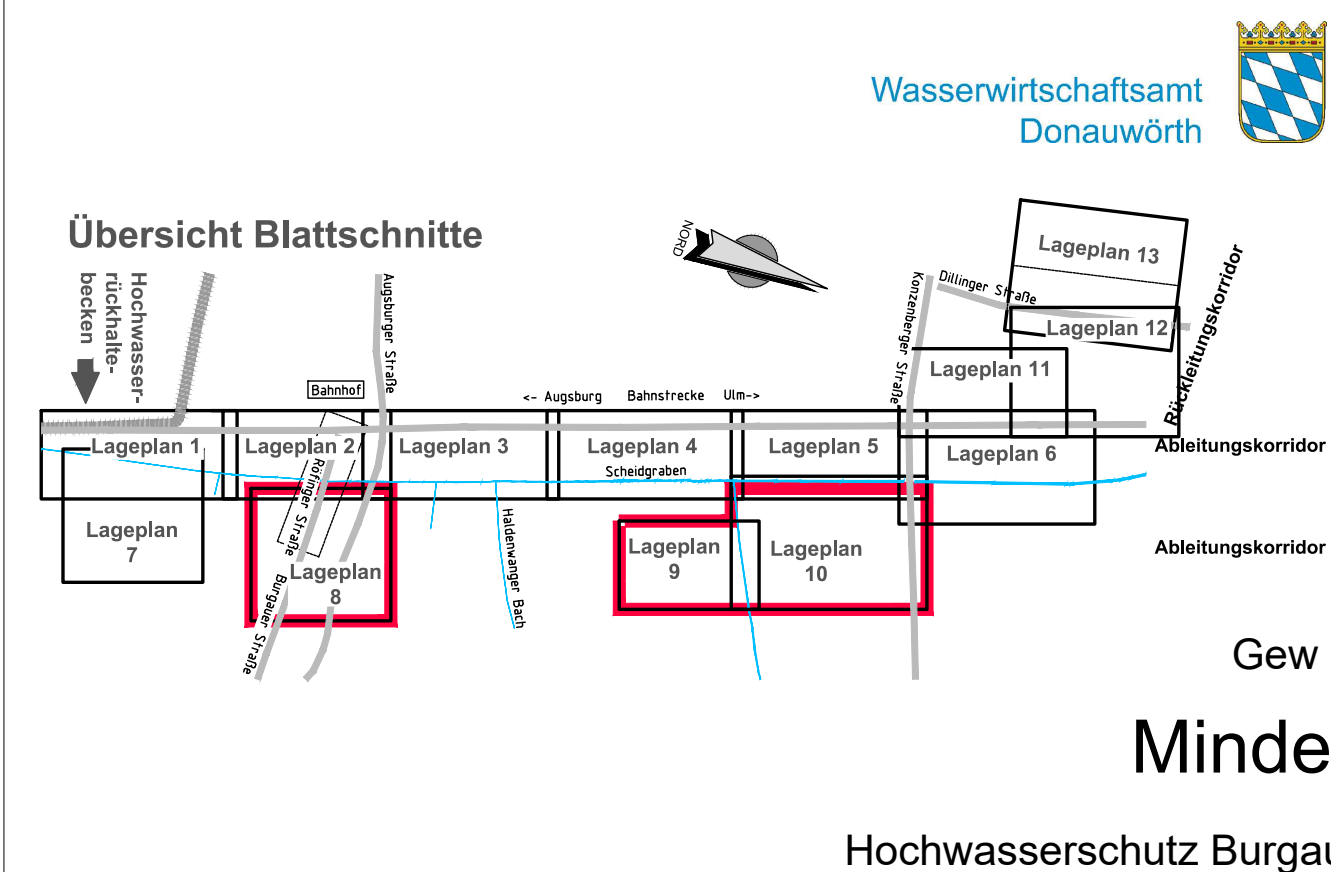 Wasserwirtschaftsamt
Donauwörth
Übersicht Blattschnitte
NORD
Hochwasser-
rückhalte-
becken
Augsburger Straße
Bahnhof
<- Augsburg Bahnstrecke Ulm->
Konzenberger Straße
Dillinger Straße
Lageplan 13
Lageplan 12
Lageplan 11
Rückleitungskorridor
Lageplan 1
Lageplan 2
Lageplan 3
Lageplan 4
Lageplan 5
Lageplan 6
Ableitungskorridor
Scheidgraben
Röfinger Straße
Haldenwanger Bach
Lageplan
7
Lageplan
8
Lageplan
9
Lageplan
10
Ableitungskorridor
Burgauer Straße
Gew
Minde
Hochwasserschutz Burgau